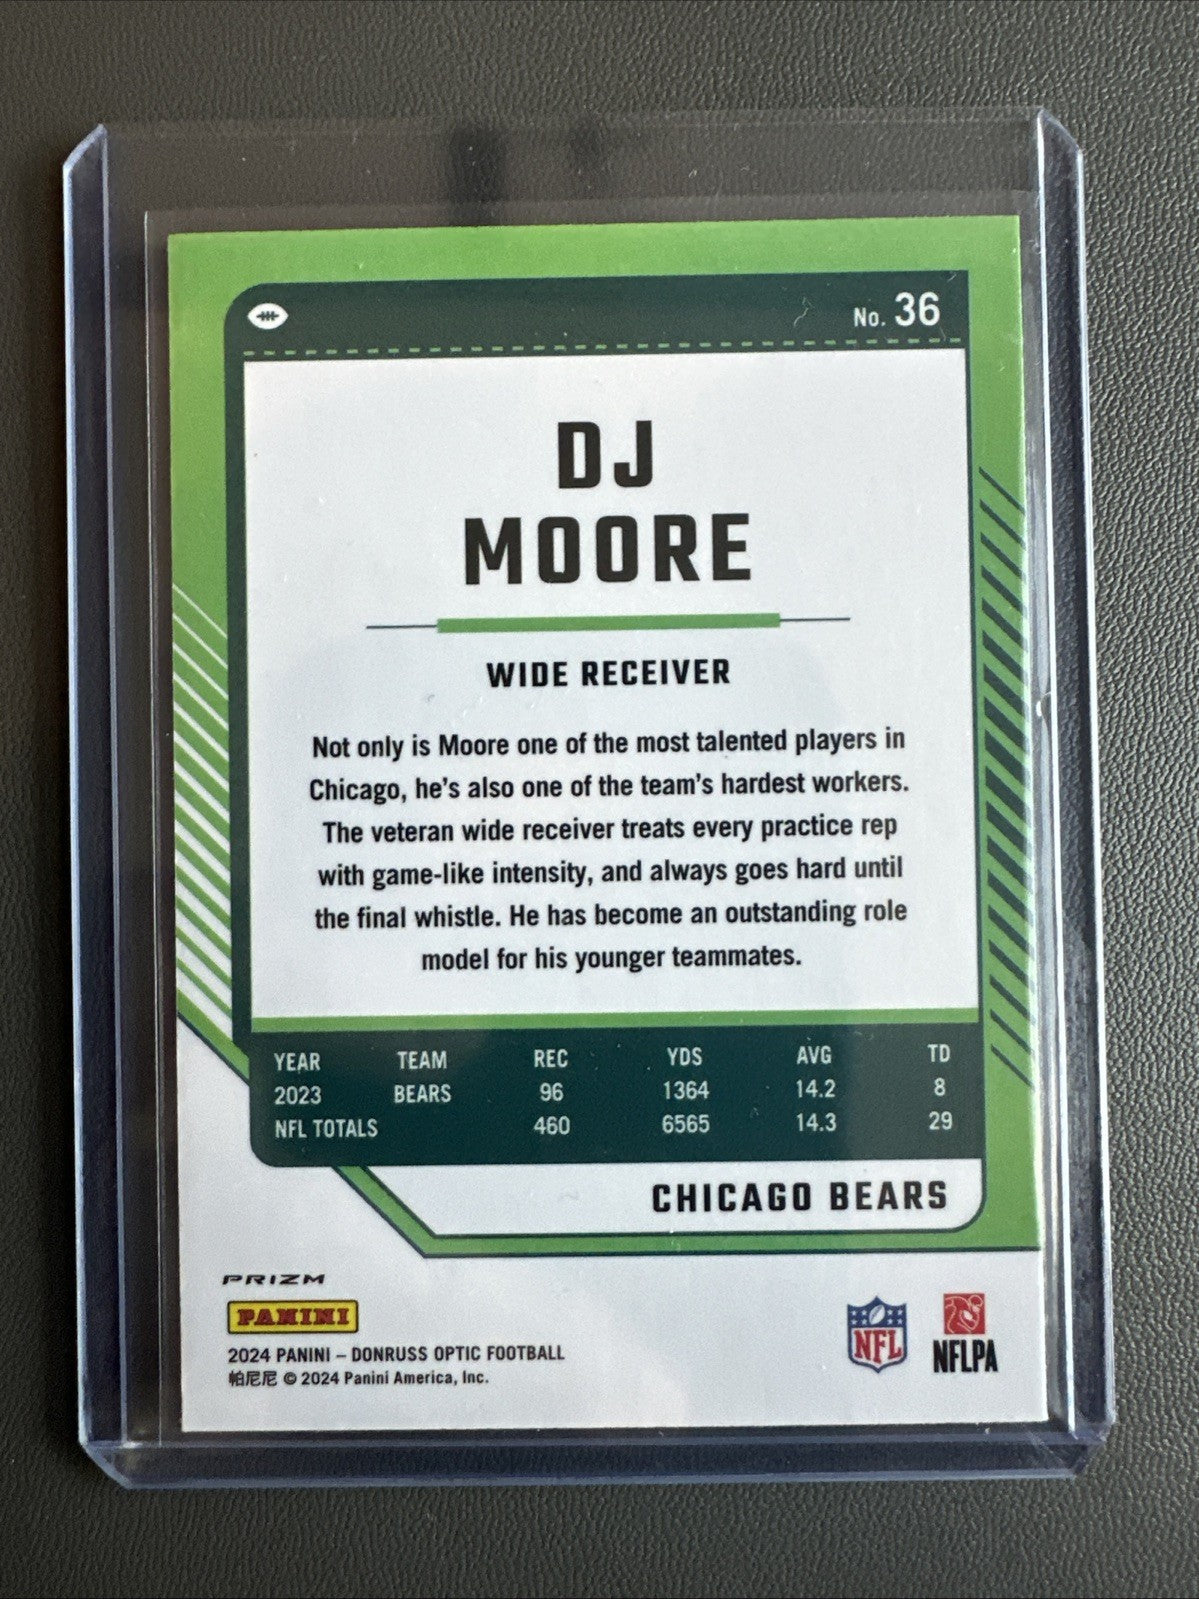 No. 36
DJ
MOORE
WIDE RECEIVER
Not only is Moore one of the most talented players in
Chicago, he's also one of the team's hardest workers.
The veteran wide receiver treats every practice rep
with game-like intensity, and always goes hard until
the final whistle. He has become an outstanding role
model for his younger teammates.
YEAR TEAM REC YDS AVG TD
2023 BEARS 96 1364 14.2 8
NFL TOTALS 460 6565 14.3 29
CHICAGO BEARS
PRIZM
PANINI
2024 PANINI – DONRUSS OPTIC FOOTBALL
帕尼尼 © 2024 Panini America, Inc.
NFL
NFLPA